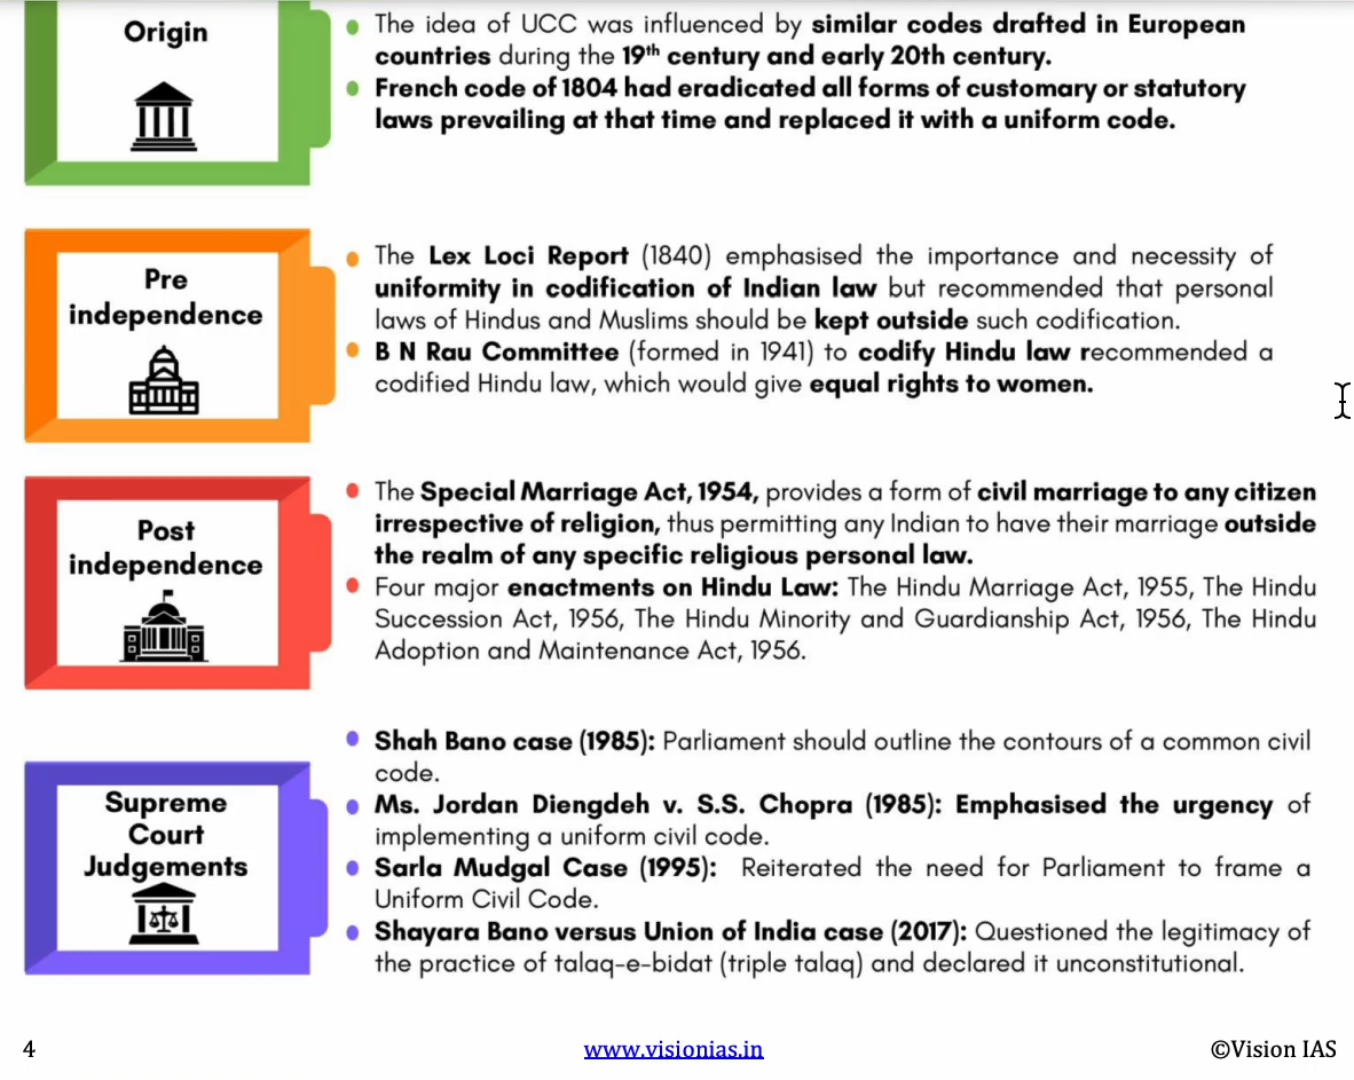 Origin
The idea of UCC was influenced by similar codes drafted in European
countries during the 19th century and early 20th century.
French code of 1804 had eradicated all forms of customary or statutory
laws prevailing at that time and replaced it with a uniform code.
Pre
independence
The Lex Loci Report (1840) emphasised the importance and necessity of
uniformity in codification of Indian law but recommended that personal
laws of Hindus and Muslims should be kept outside such codification.
B N Rau Committee (formed in 1941) to codify Hindu law recommended a
codified Hindu law, which would give equal rights to women.
Post
independence
The Special Marriage Act, 1954, provides a form of civil marriage to any citizen
irrespective of religion, thus permitting any Indian to have their marriage outside
the realm of any specific religious personal law.
Four major enactments on Hindu Law: The Hindu Marriage Act, 1955, The Hindu
Succession Act, 1956, The Hindu Minority and Guardianship Act, 1956, The Hindu
Adoption and Maintenance Act, 1956.
Supreme
Court
Judgements
Shah Bano case (1985): Parliament should outline the contours of a common civil
code.
Ms. Jordan Diengdeh v. S.S. Chopra (1985): Emphasised the urgency of
implementing a uniform civil code.
Sarla Mudgal Case (1995): Reiterated the need for Parliament to frame a
Uniform Civil Code.
Shayara Bano versus Union of India case (2017): Questioned the legitimacy of
the practice of talaq-e-bidat (triple talaq) and declared it unconstitutional.
4
www.visionias.in
©Vision IAS